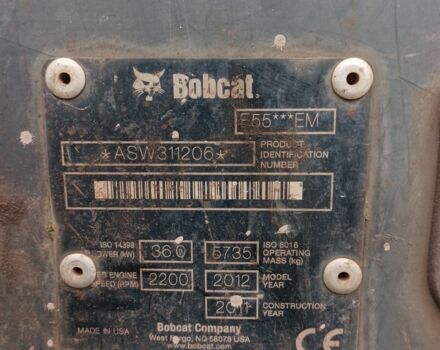 Bobcat
E55***EM
*ASW311206*
PRODUCT
IDENTIFICATION
NUMBER
ISO 14396
POWER (kW)
36.0
5735
ISO 6016
OPERATING
MASS (kg)
ENGINE
SPEED (RPM)
2200
2012
MODEL
YEAR
2011
CONSTRUCTION
YEAR
MADE IN USA
Bobcat Company
West Fargo, ND 58078 USA
www.bobcat.com
CE